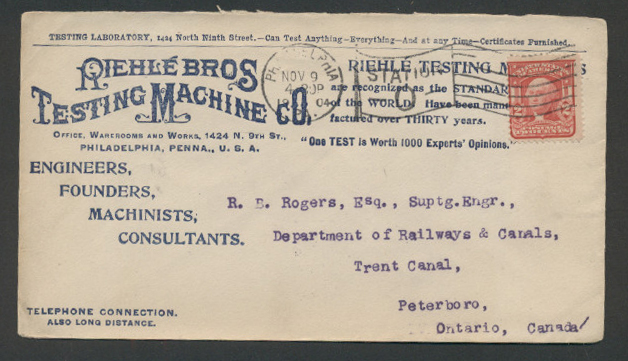 TESTING LABORATORY, 1424 North Ninth Street.—Can Test Anything—Everything—And at any Time—Certificates Furnished.
RIEHLÉ BROS
TESTING MACHINE CO.
OFFICE, WAREROOMS AND WORKS, 1424 N. 9TH ST.,
PHILADELPHIA, PENNA., U. S. A.
RIEHLE TESTING
are recognized as the STANDAR
of the WORLD Have been manu
factured over THIRTY years.
"One TEST is Worth 1000 Experts' Opinions."
PHILADELPHIA
NOV 9
04
STATION
O
ENGINEERS,
FOUNDERS,
MACHINISTS,
CONSULTANTS.
R. B. Rogers, Esq., Suptg.Engr.,
Department of Railways & Canals,
Trent Canal,
Peterboro,
Ontario, Canada/
TELEPHONE CONNECTION.
ALSO LONG DISTANCE.